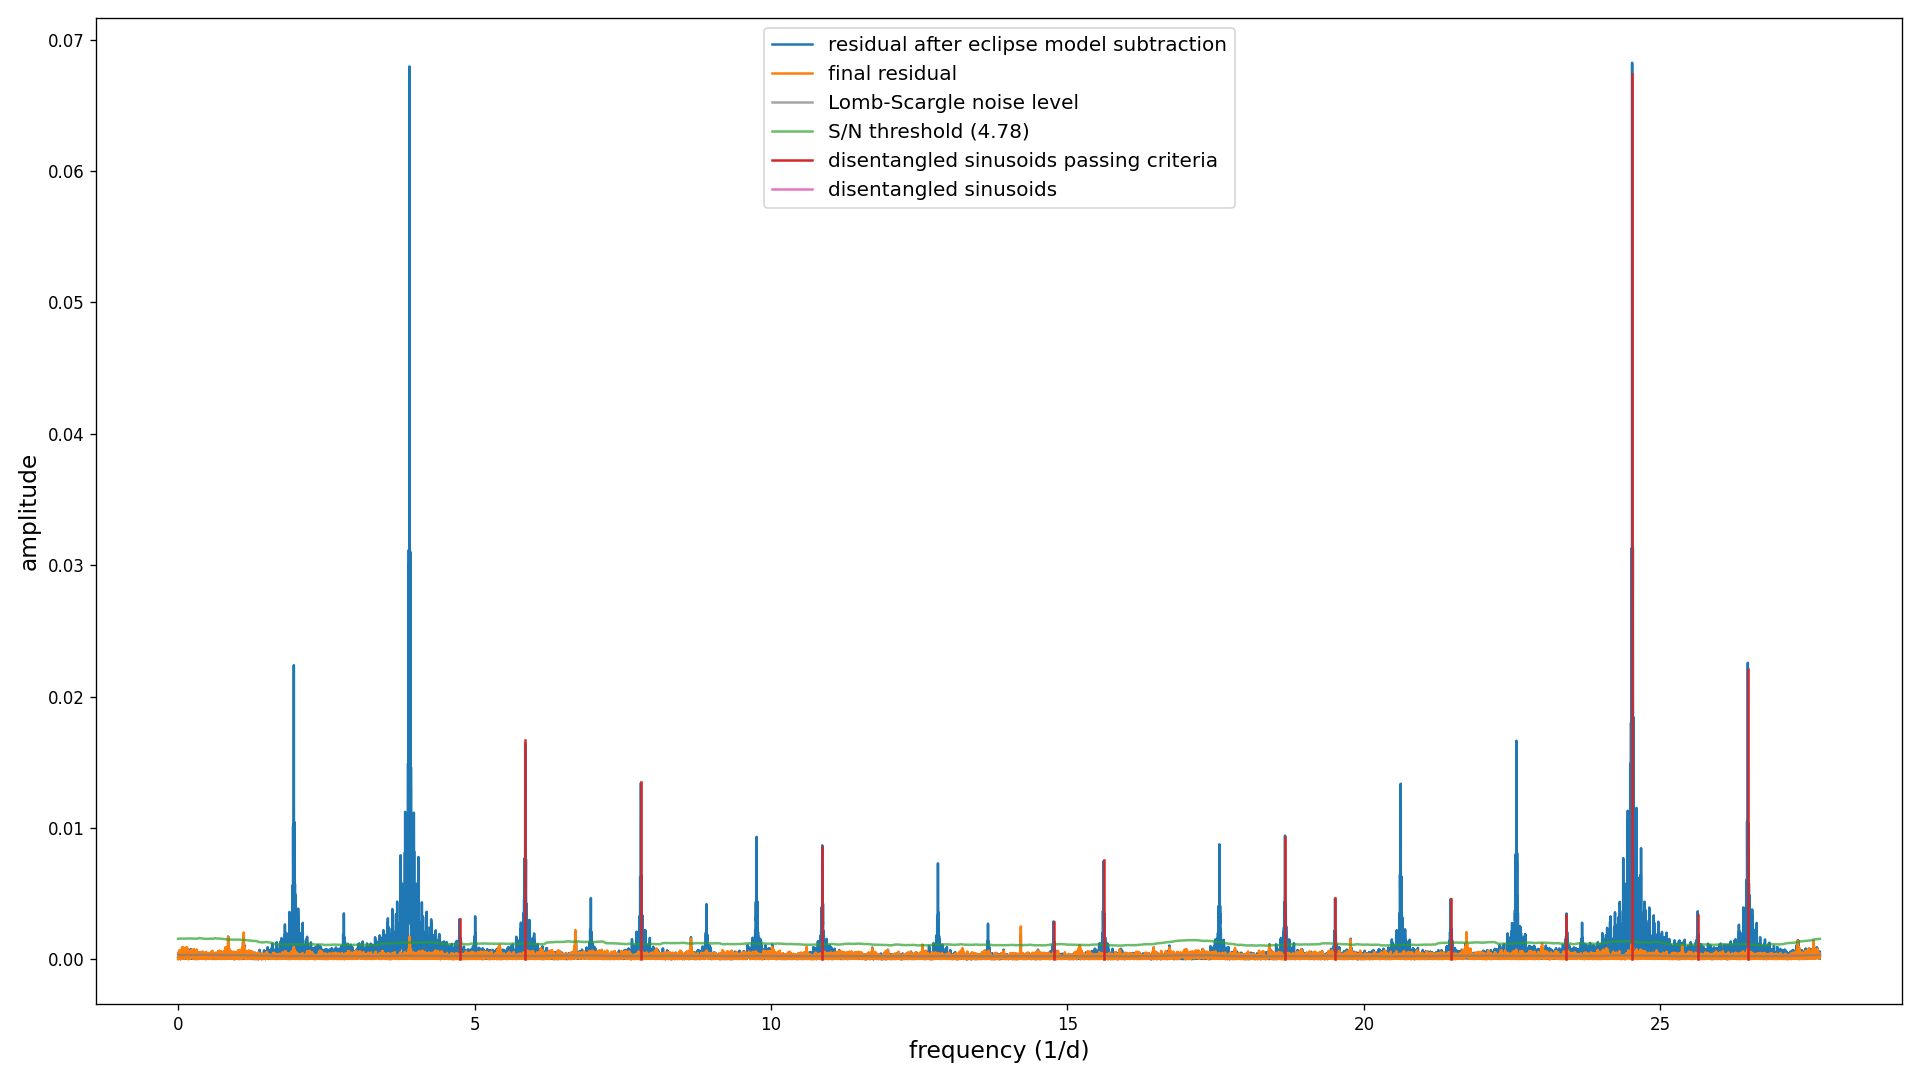 0.07
0.06
0.05
0.04
0.03
0.02
0.01
0.00
amplitude
residual after eclipse model subtraction
final residual
Lomb-Scargle noise level
S/N threshold (4.78)
disentangled sinusoids passing criteria
disentangled sinusoids
0 5 10 15 20 25
frequency (1/d)